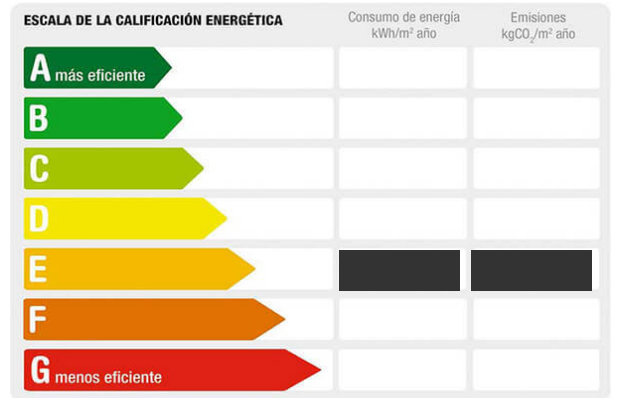 ESCALA DE LA CALIFICACIÓN ENERGÉTICA
Consumo de energía
kWh/m² año
Emisiones
kgCO₂/m² año
A más eficiente
B
C
D
E
F
G menos eficiente